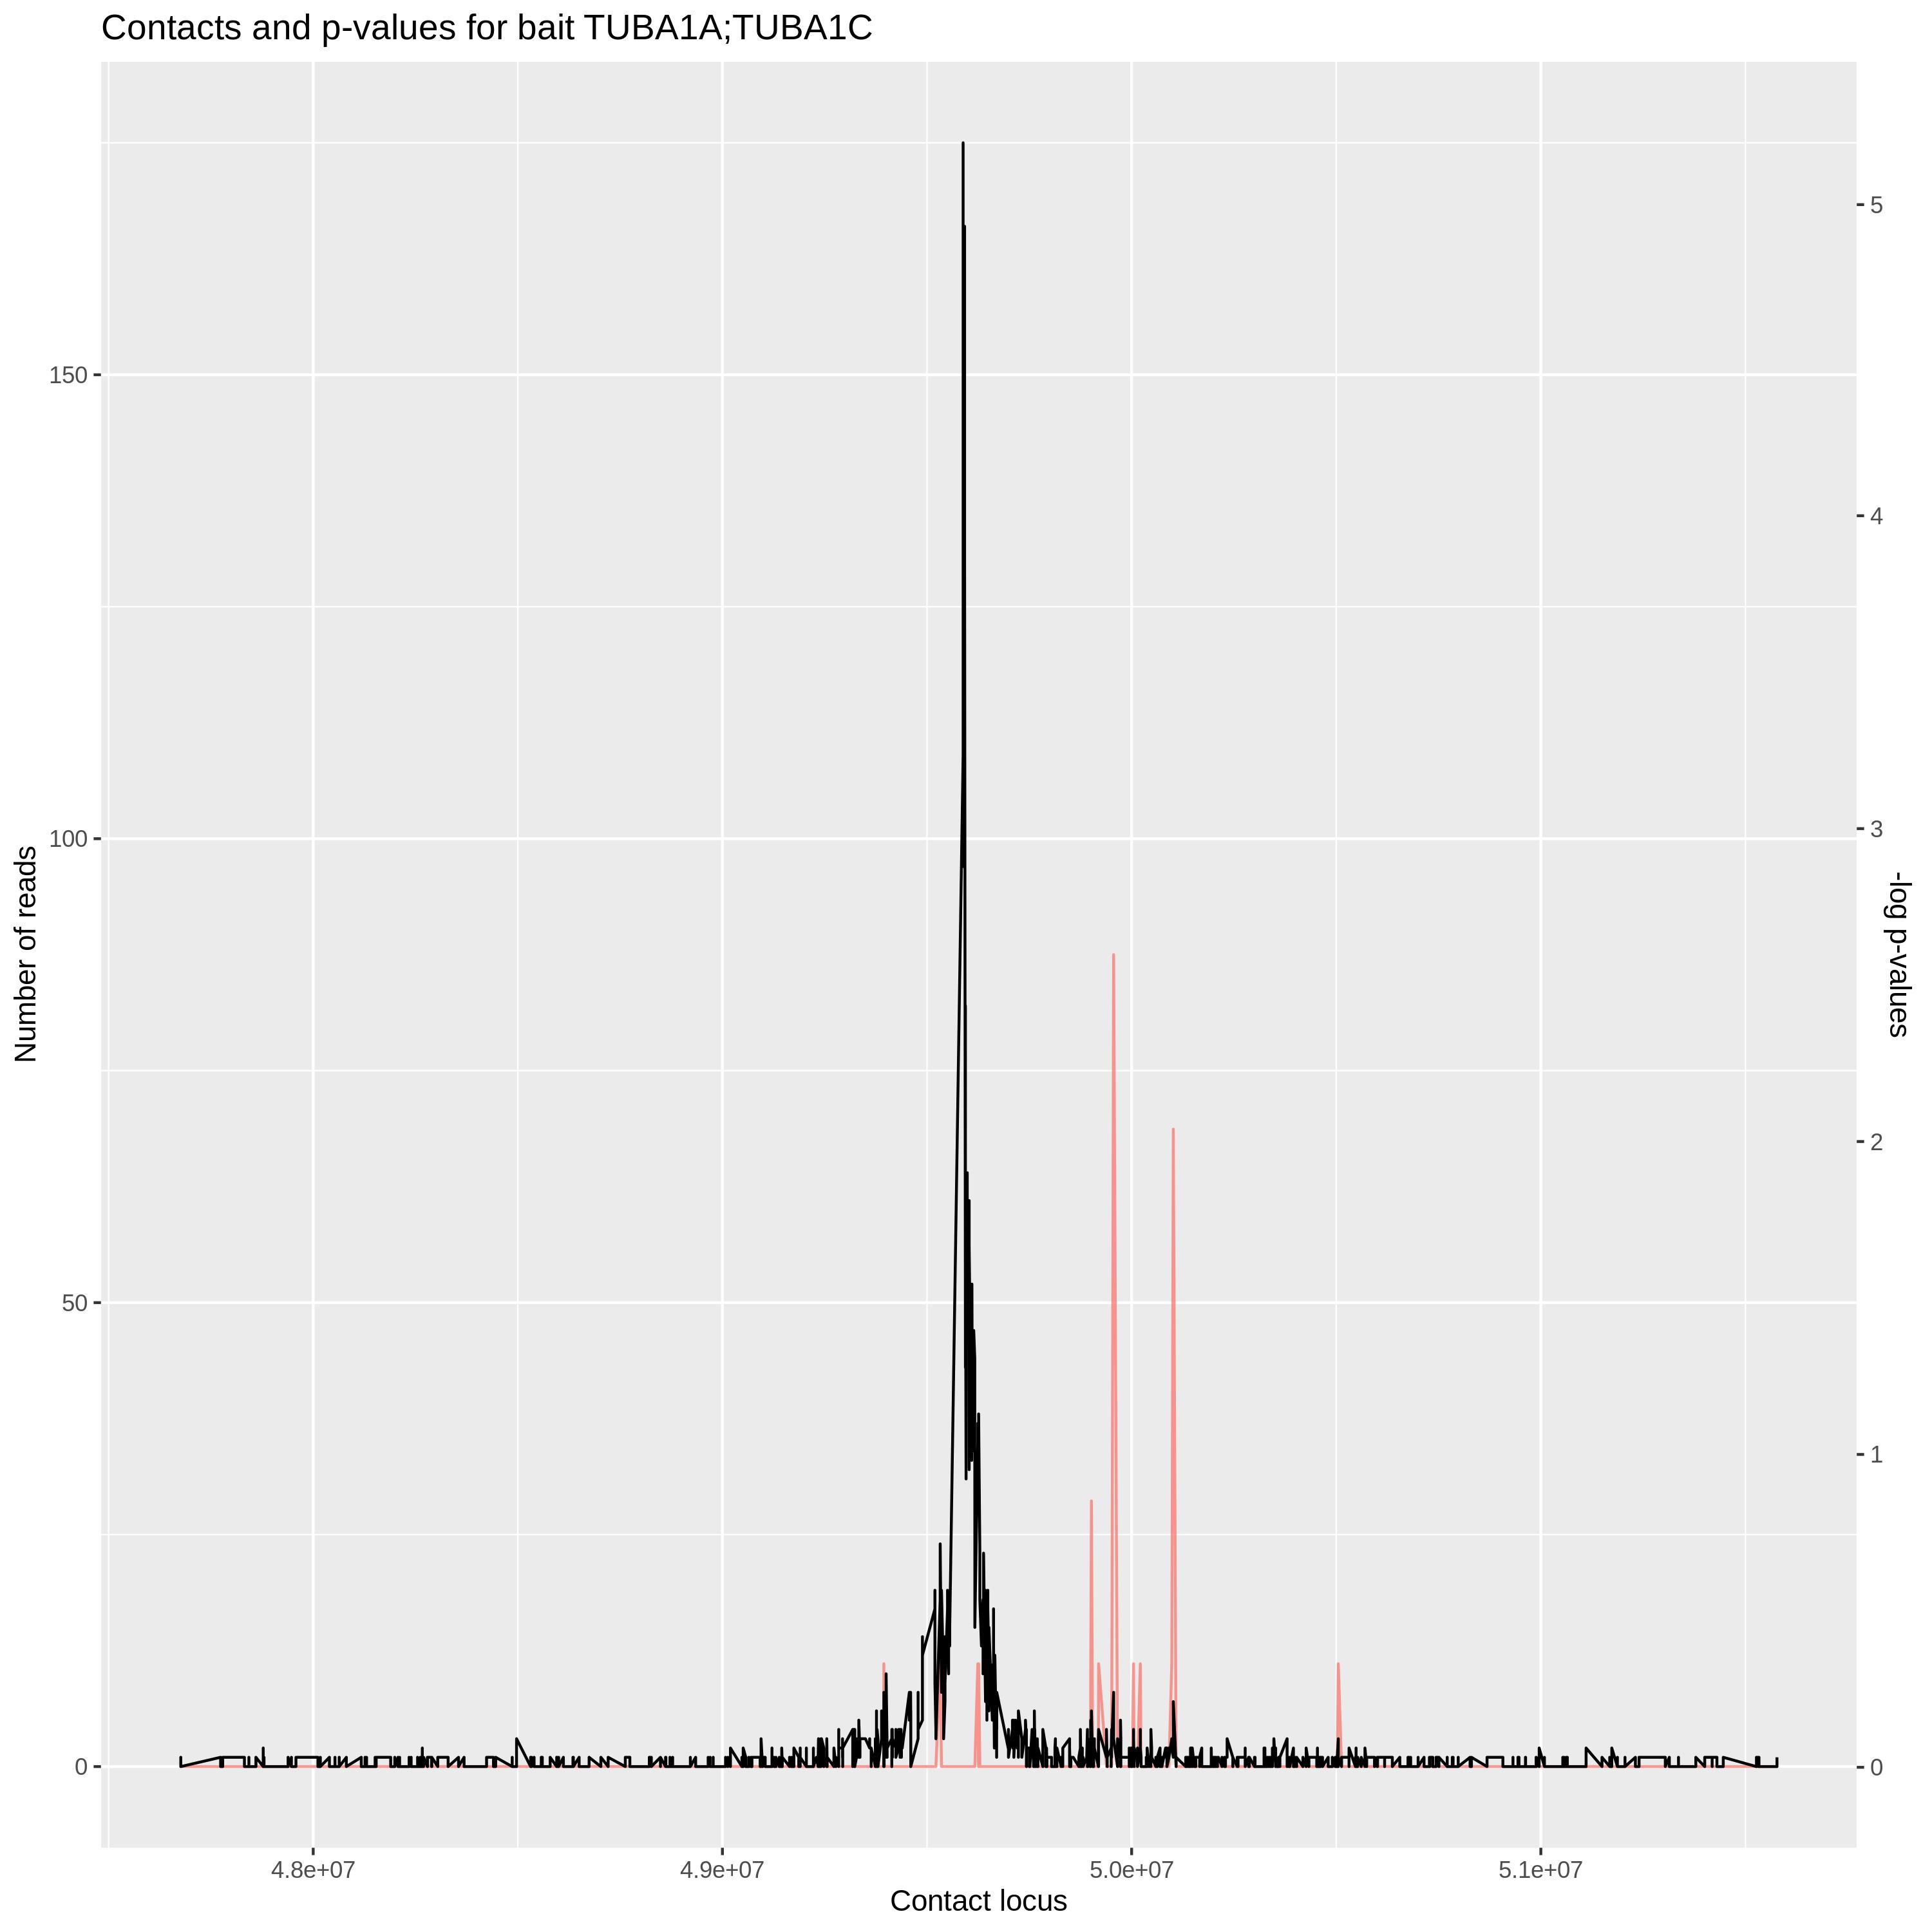 Contacts and p-values for bait TUBA1A;TUBA1C
Number of reads
150
100
50
0
5
4
3
2
1
0
-log p-values
4.8e+07
4.9e+07
5.0e+07
5.1e+07
Contact locus